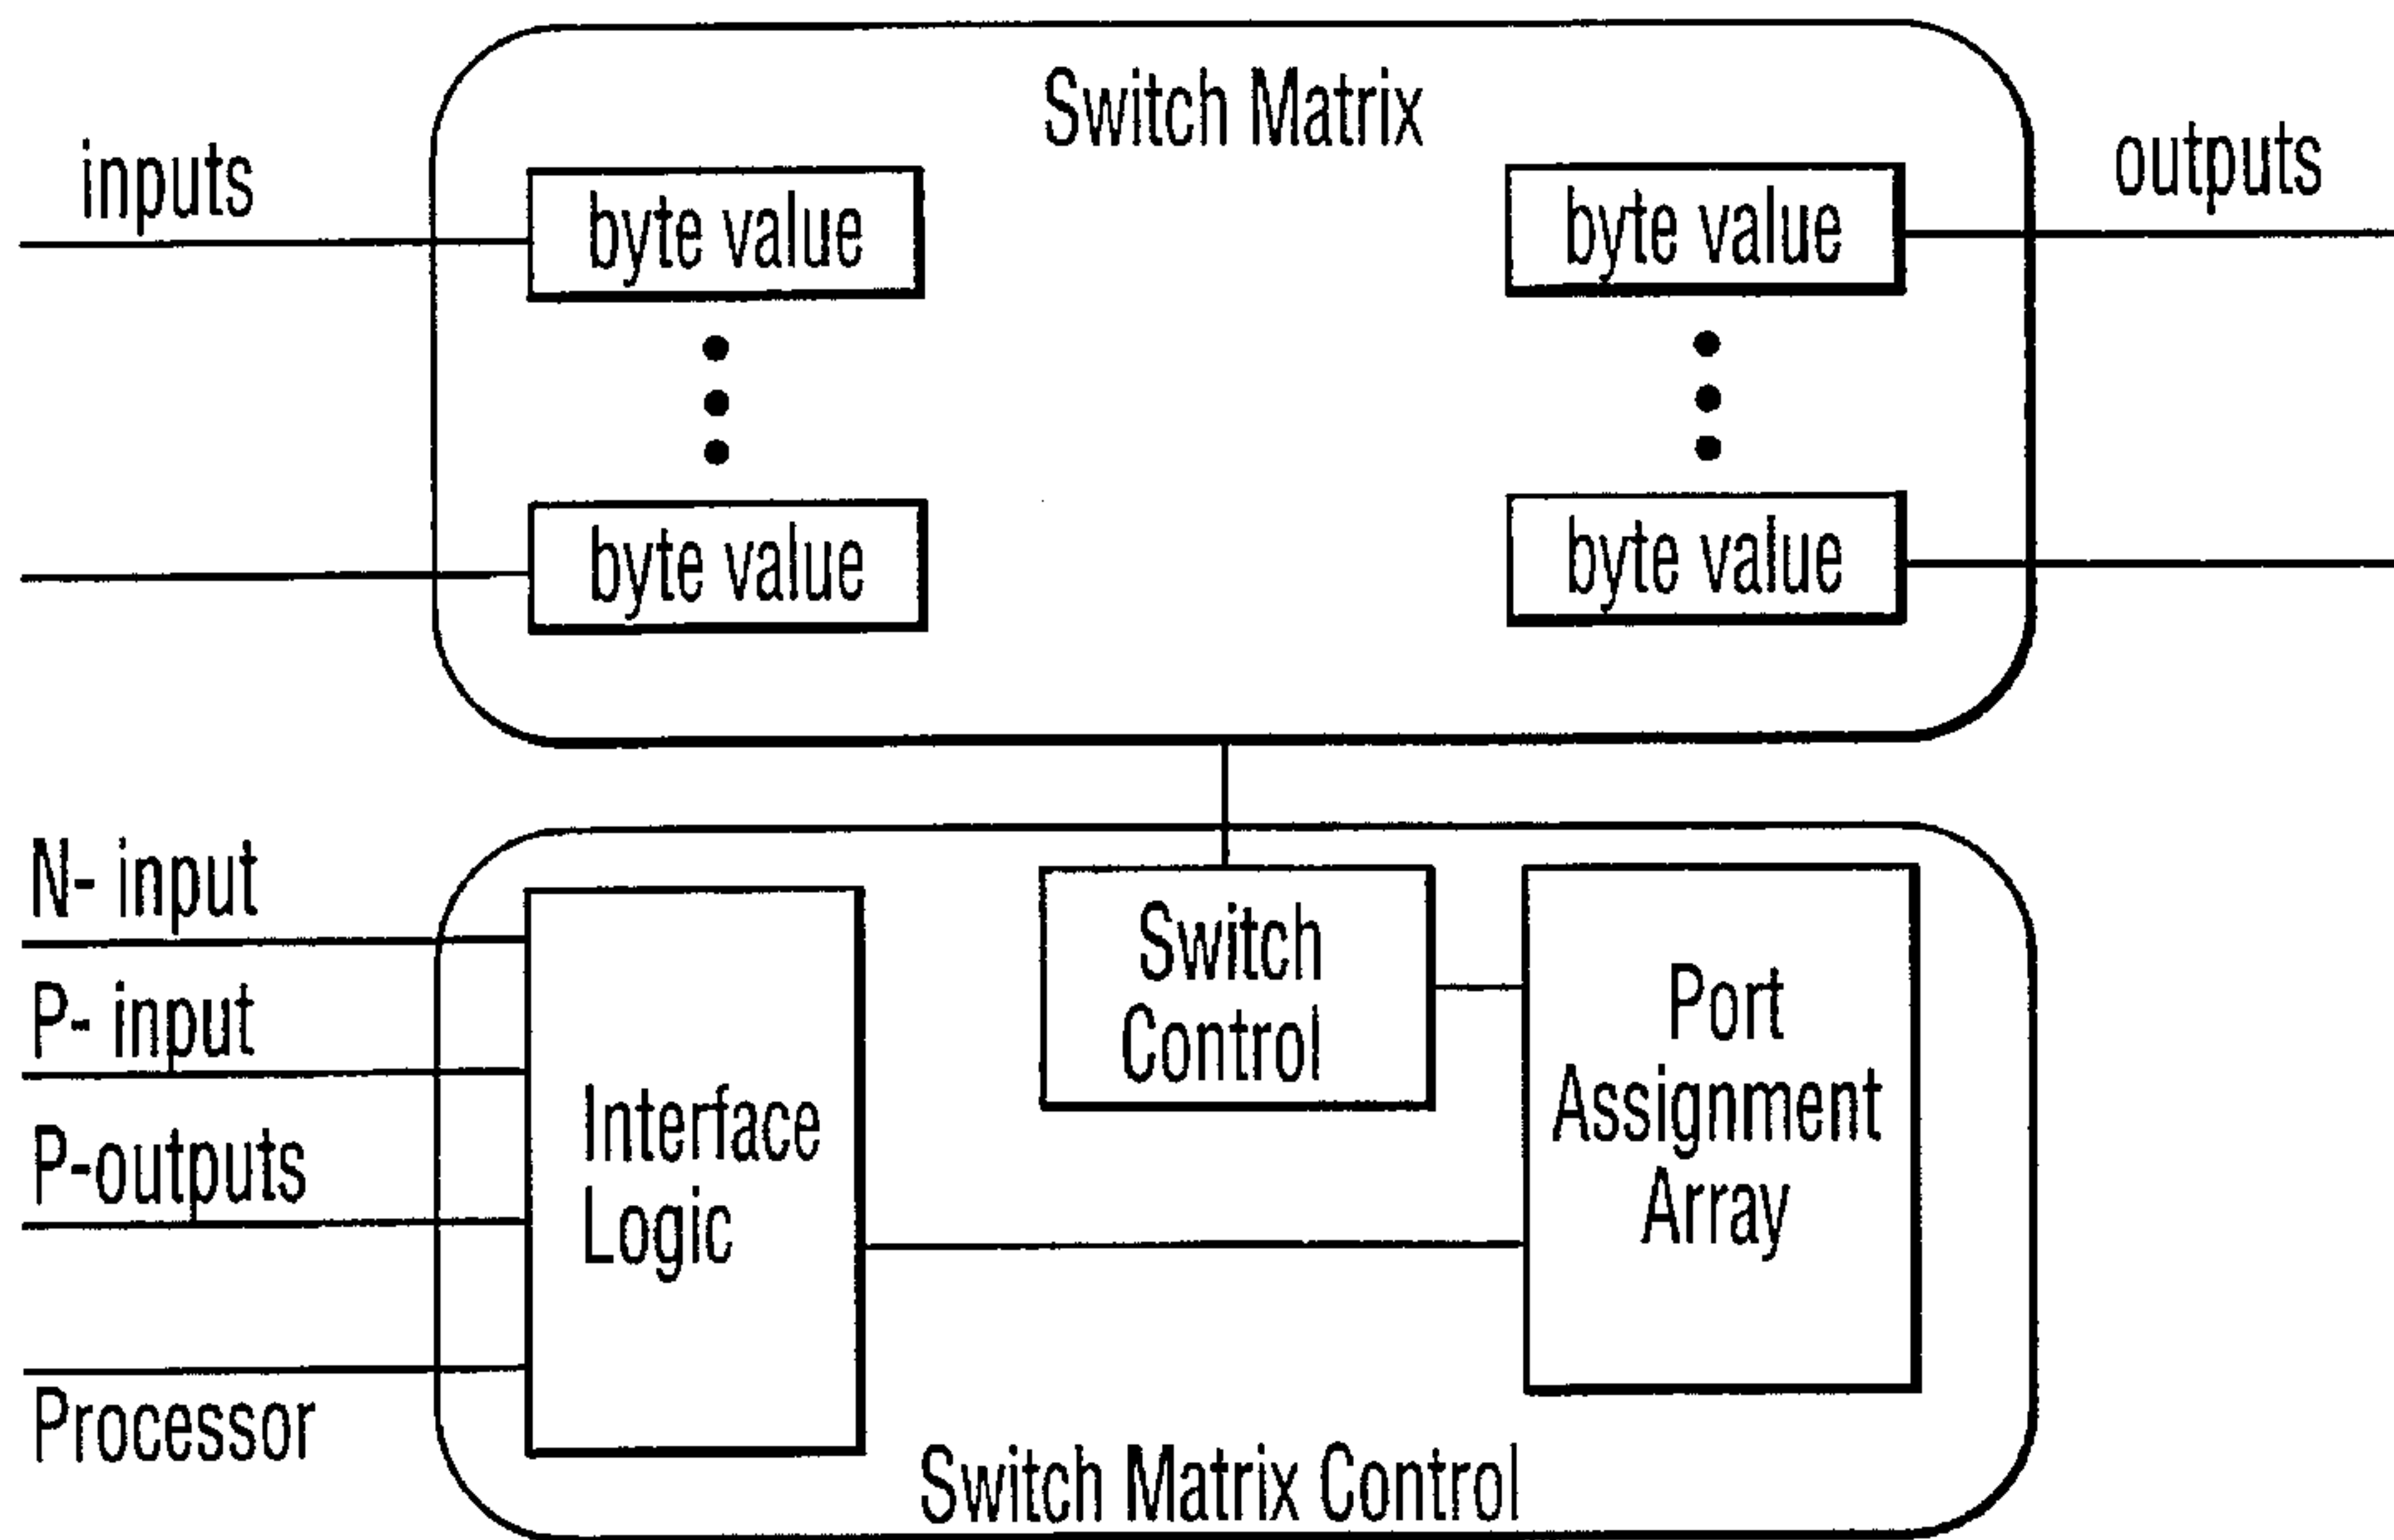 Switch Matrix
inputs
byte value
byte value
outputs
byte value
byte value
N- input
P- input
P-outputs
Processor
Interface
Logic
Switch
Control
Port
Assignment
Array
Switch Matrix Control